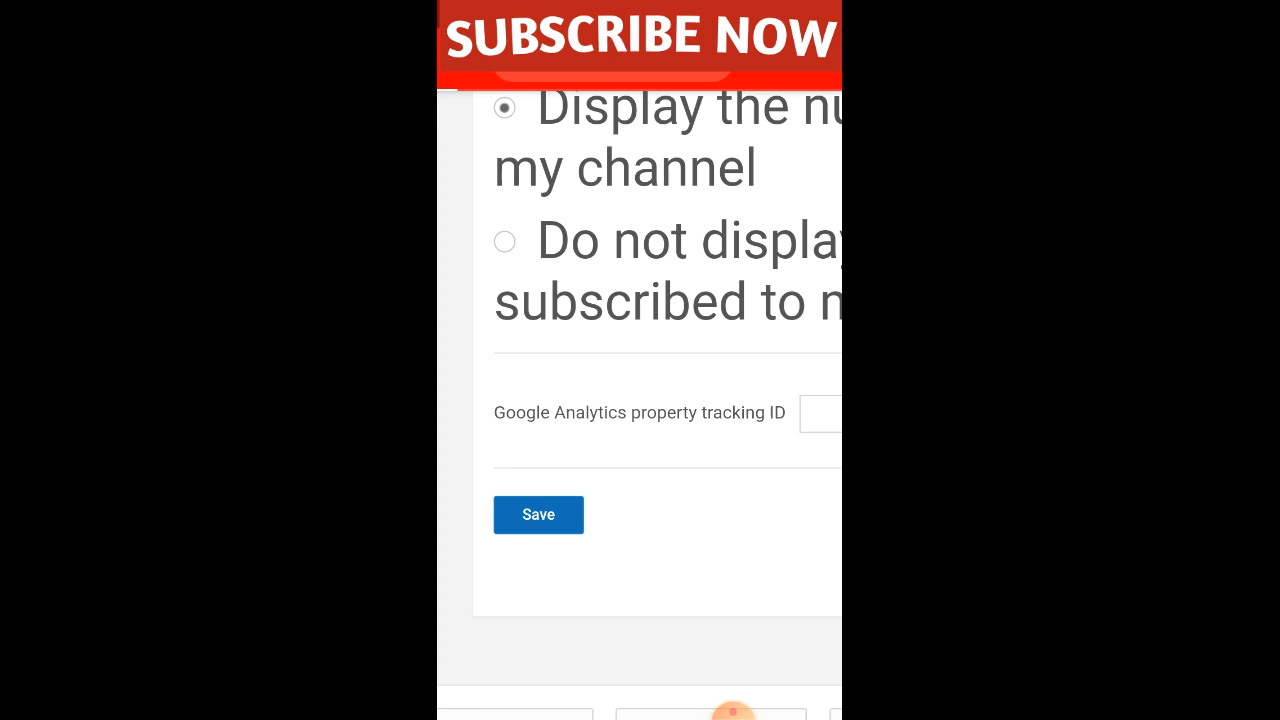 SUBSCRIBE NOW
Display the nu
my channel
Do not display
subscribed to
Google Analytics property tracking ID
Save